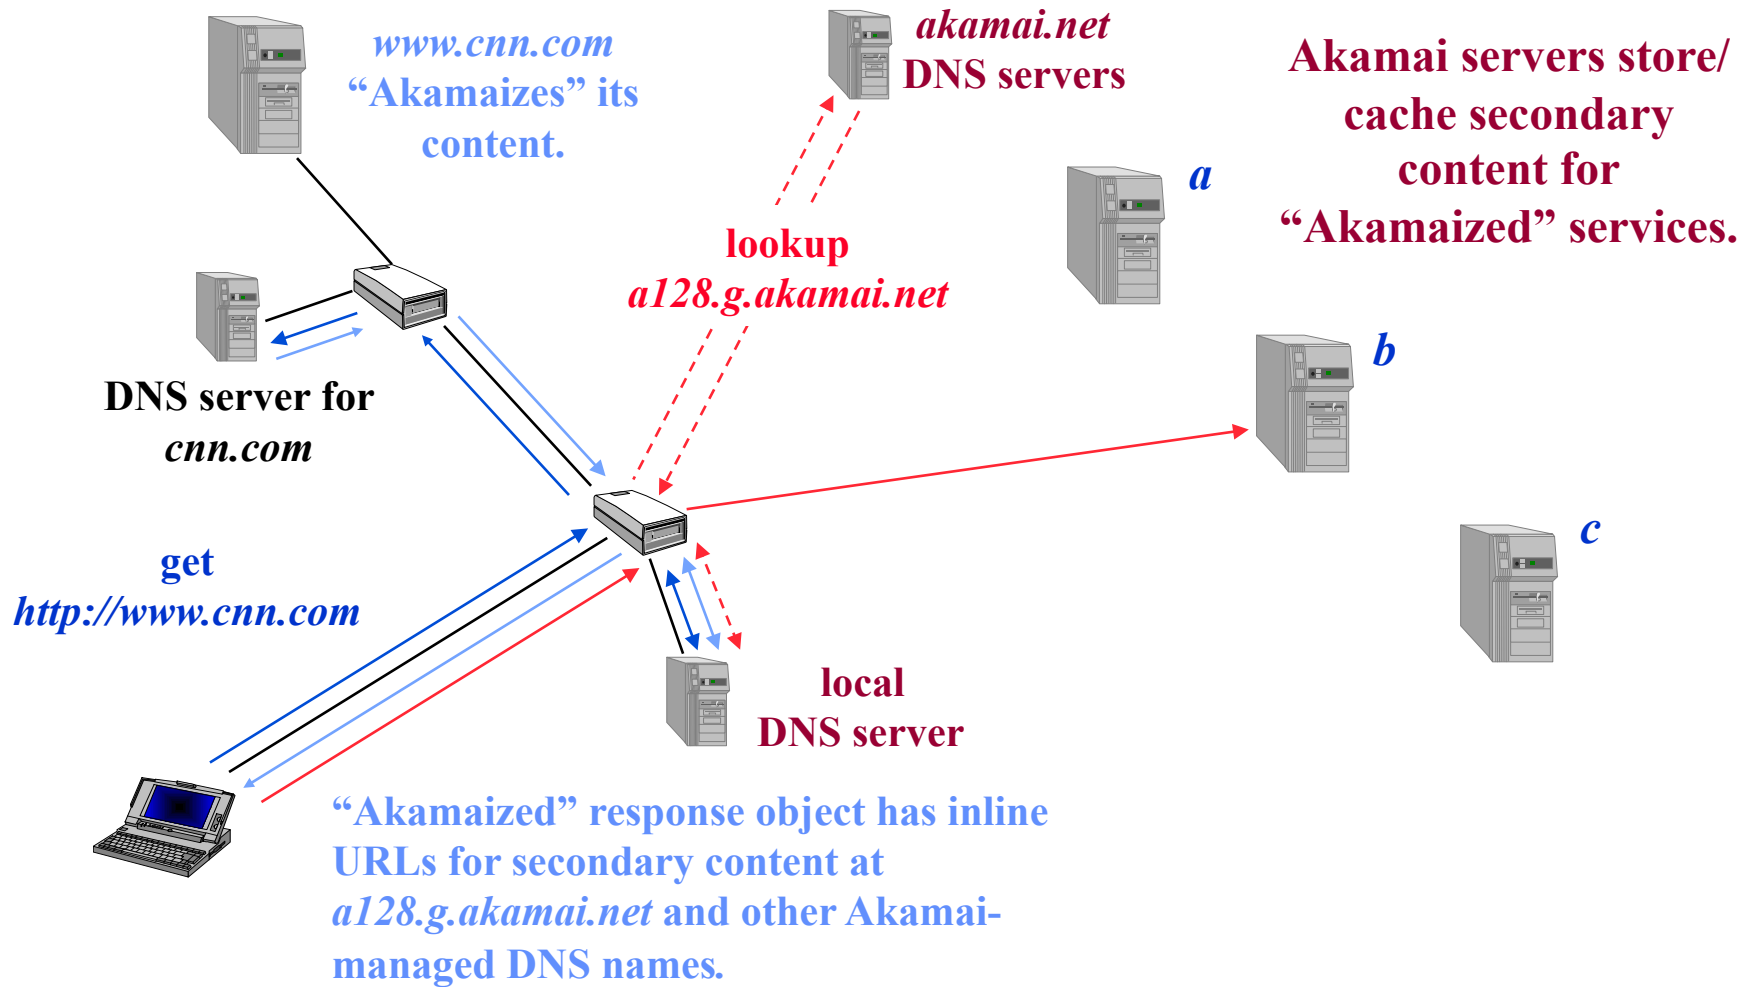 www.cnn.com
“Akamaizes” its
content.
akamai.net
DNS servers
Akamai servers store/
cache secondary
content for
“Akamaized” services.
a
lookup
a128.g.akamai.net
b
DNS server for
cnn.com
c
get
http://www.cnn.com
local
DNS server
“Akamaized” response object has inline
URLs for secondary content at
a128.g.akamai.net and other Akamai-
managed DNS names.